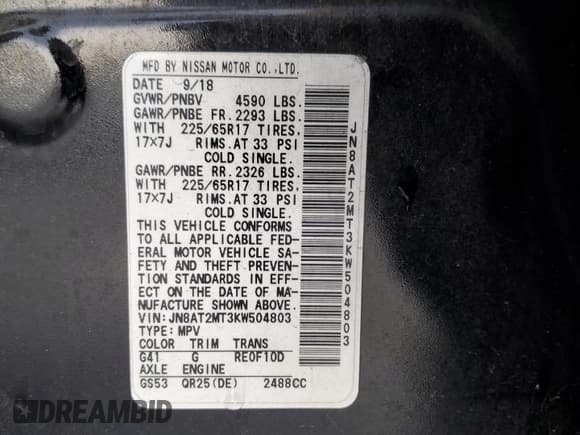 MFD BY NISSAN MOTOR CO.,LTD.
DATE 9/18
GVWR/PNBV 4590 LBS.
GAWR/PNBE FR. 2293 LBS.
WITH 225/65R17 TIRES.
17×7J RIMS.AT 33 PSI
COLD SINGLE.
GAWR/PNBE RR. 2326 LBS.
WITH 225/65R17 TIRES.
17×7J RIMS.AT 33 PSI
COLD SINGLE.
THIS VEHICLE CONFORMS
TO ALL APPLICABLE FED-
ERAL MOTOR VEHICLE SA-
FETY AND THEFT PREVEN-
TION STANDARDS IN EFF-
ECT ON THE DATE OF MA-
NUFACTURE SHOWN ABOVE.
VIN:JN8AT2MT3KW504803
TYPE:MPV
COLOR TRIM TRANS
G41 G RE0F10D
AXLE ENGINE
GS53 QR25(DE) 2488CC
JN8AT2MT3KW504803
DREAMBID